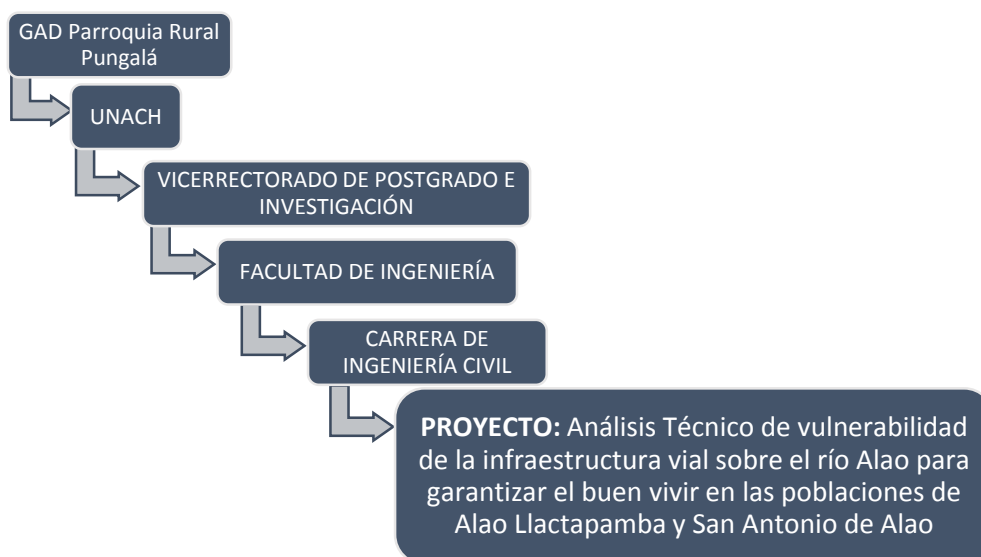 GAD Parroquia Rural
Pungalá
UNACH
VICERRECTORADO DE POSTGRADO E
INVESTIGACIÓN
FACULTAD DE INGENIERÍA
CARRERA DE
INGENIERÍA CIVIL
PROYECTO: Análisis Técnico de vulnerabilidad
de la infraestructura vial sobre el río Alao para
garantizar el buen vivir en las poblaciones de
Alao Llactapamba y San Antonio de Alao